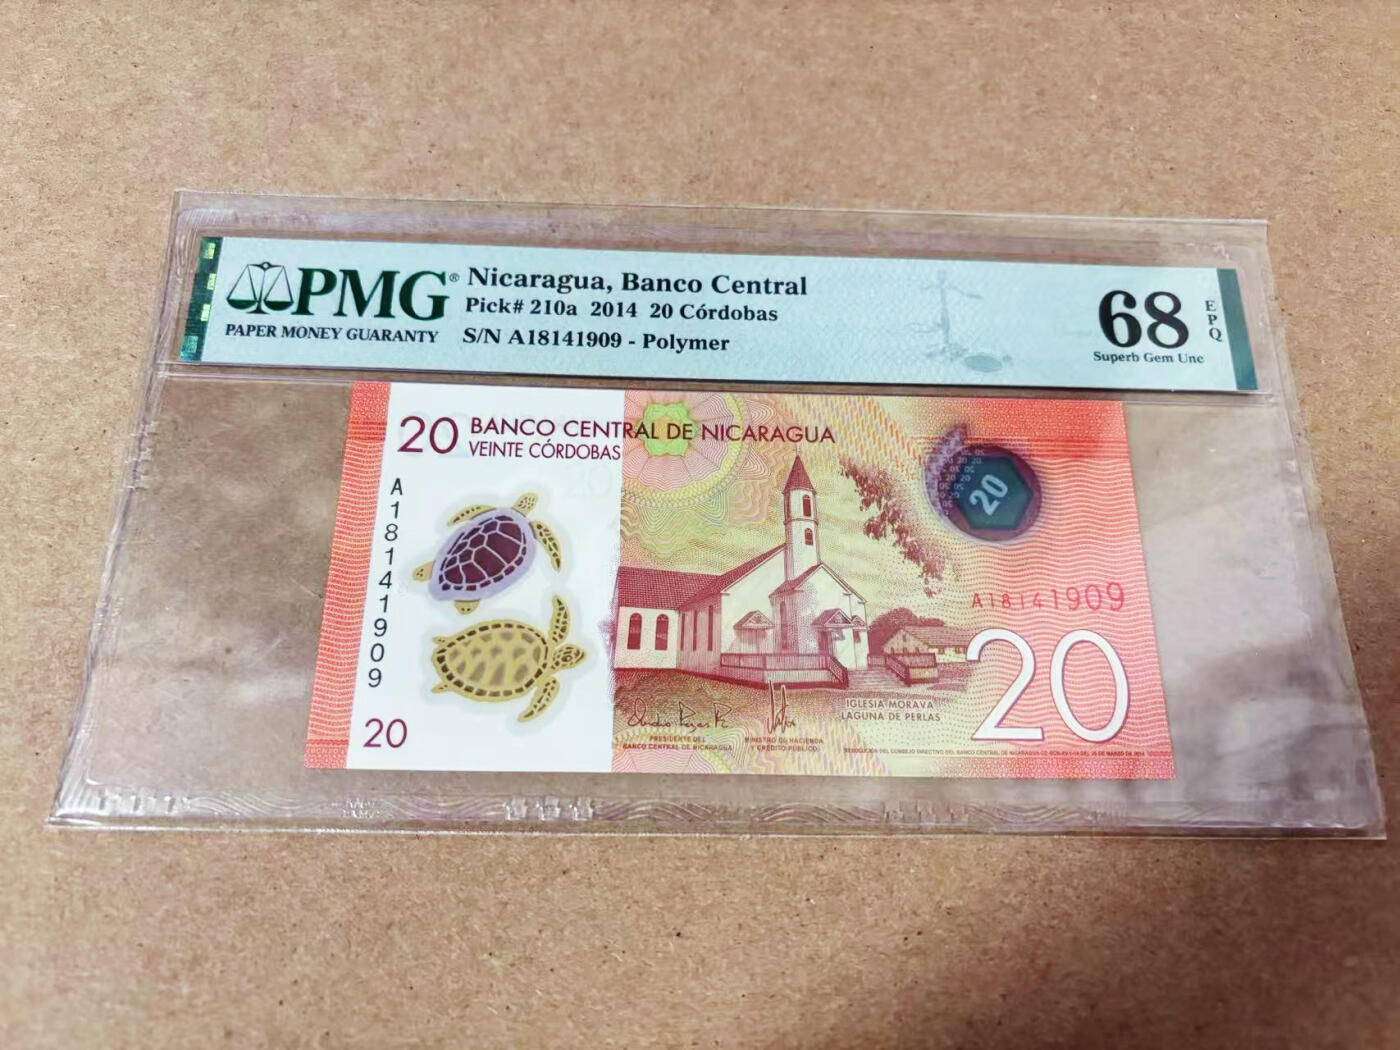 PMG®
PAPER MONEY GUARANTY
Nicaragua, Banco Central
Pick# 210a 2014 20 Córdobas
S/N A18141909 - Polymer
68
EPQ
Superb Gem Unc
20 BANCO CENTRAL DE NICARAGUA
VEINTE CÓRDOBAS
A18141909
20
20
A18141909
20
IGLESIA MORAVA
LAGUNA DE PERLAS
PRESIDENTE DEL
BANCO CENTRAL DE NICARAGUA
MINISTRO DE HACIENDA
Y CRÉDITO PÚBLICO